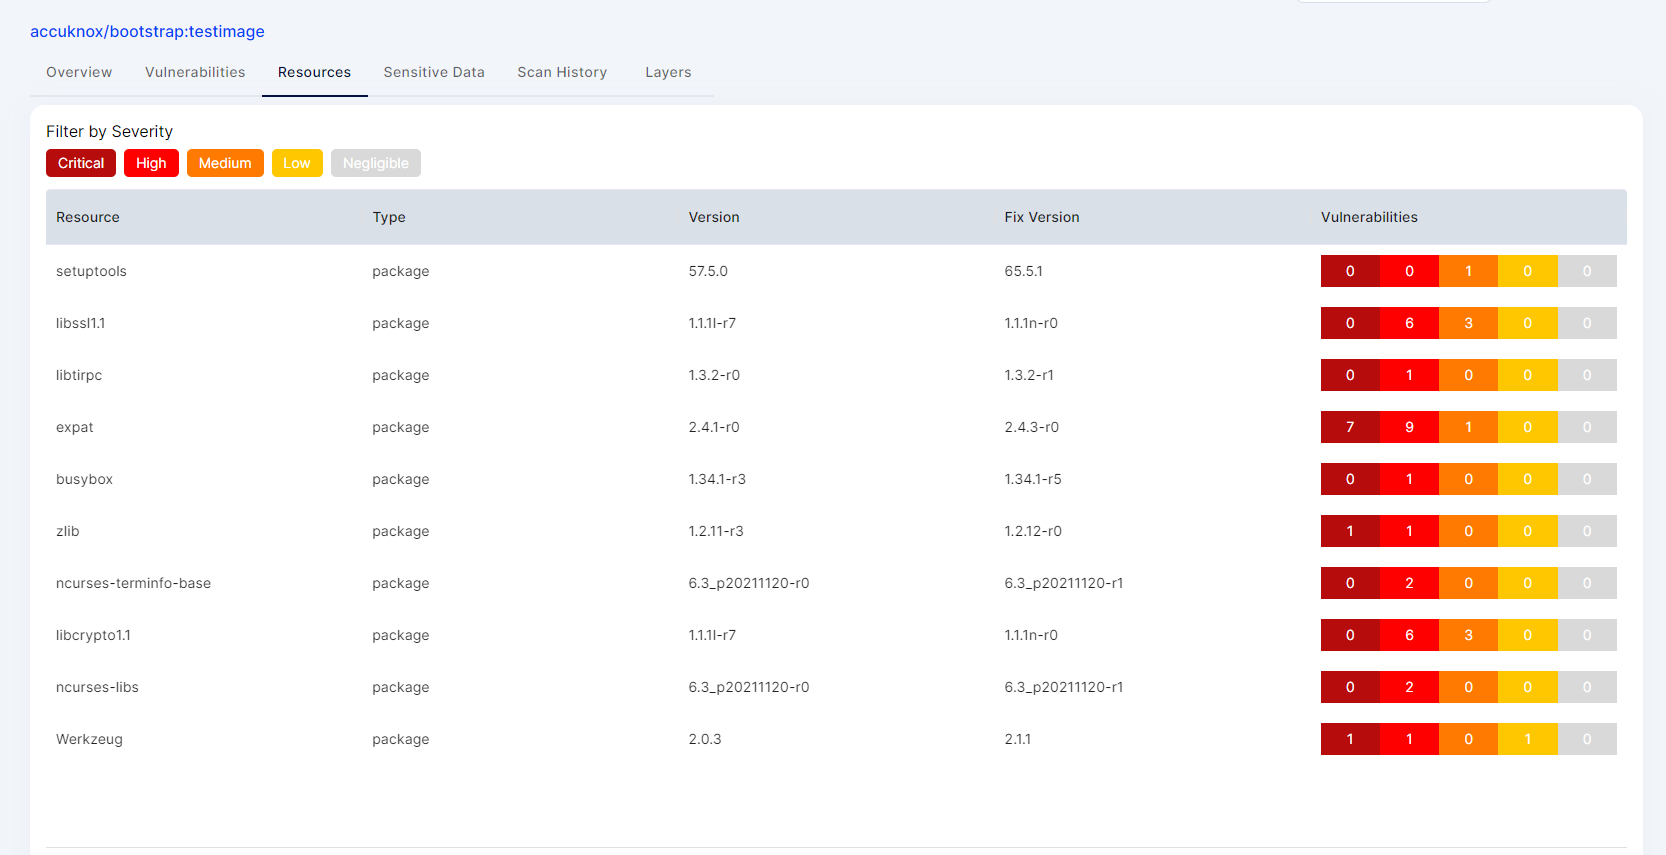 accuknox/bootstrap:testimage
Overview Vulnerabilities Resources Sensitive Data Scan History Layers
Filter by Severity
Critical High Medium Low Negligible
Resource Type Version Fix Version Vulnerabilities
setuptools package 57.5.0 65.5.1 0 0 1 0 0
libssl1.1 package 1.1.1l-r7 1.1.1n-r0 0 6 3 0 0
libtirpc package 1.3.2-r0 1.3.2-r1 0 1 0 0 0
expat package 2.4.1-r0 2.4.3-r0 7 9 1 0 0
busybox package 1.34.1-r3 1.34.1-r5 0 1 0 0 0
zlib package 1.2.11-r3 1.2.12-r0 1 1 0 0 0
ncurses-terminfo-base package 6.3_p20211120-r0 6.3_p20211120-r1 0 2 0 0 0
libcrypto1.1 package 1.1.1l-r7 1.1.1n-r0 0 6 3 0 0
ncurses-libs package 6.3_p20211120-r0 6.3_p20211120-r1 0 2 0 0 0
Werkzeug package 2.0.3 2.1.1 1 1 0 1 0